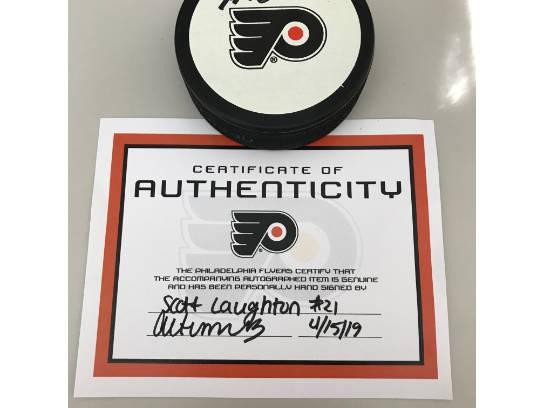 ®
CERTIFICATE OF
AUTHENTICITY
THE PHILADELPHIA FLYERS CERTIFY THAT
THE ACCOMPANYING AUTOGRAPHED ITEM IS GENUINE
AND HAS BEEN PERSONALLY HAND SIGNED BY
Scott Laughton #21
4/15/19